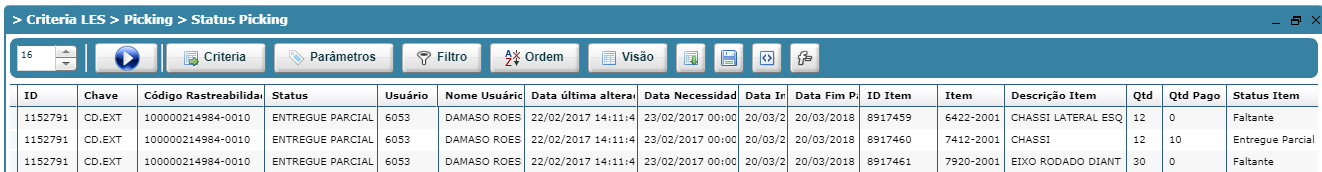 > Criteria LES > Picking > Status Picking
16 Criteria Parâmetros Filtro Ordem Visão
ID Chave Código Rastreabilidad Status Usuário Nome Usuário Data última altera Data Necessidad Data In Data Fim P ID Item Item Descrição Item Qtd Qtd Pago Status Item
1152791 CD.EXT 100000214984-0010 ENTREGUE PARCIAL 6053 DAMASO ROES 22/02/2017 14:11:4 23/02/2017 00:00 20/03/2 20/03/2018 8917459 6422-2001 CHASSI LATERAL ESQ 12 0 Faltante
1152791 CD.EXT 100000214984-0010 ENTREGUE PARCIAL 6053 DAMASO ROES 22/02/2017 14:11:4 23/02/2017 00:00 20/03/2 20/03/2018 8917460 7412-2001 CHASSI 12 10 Entregue Parcial
1152791 CD.EXT 100000214984-0010 ENTREGUE PARCIAL 6053 DAMASO ROES 22/02/2017 14:11:4 23/02/2017 00:00 20/03/2 20/03/2018 8917461 7920-2001 EIXO RODADO DIANT 30 0 Faltante